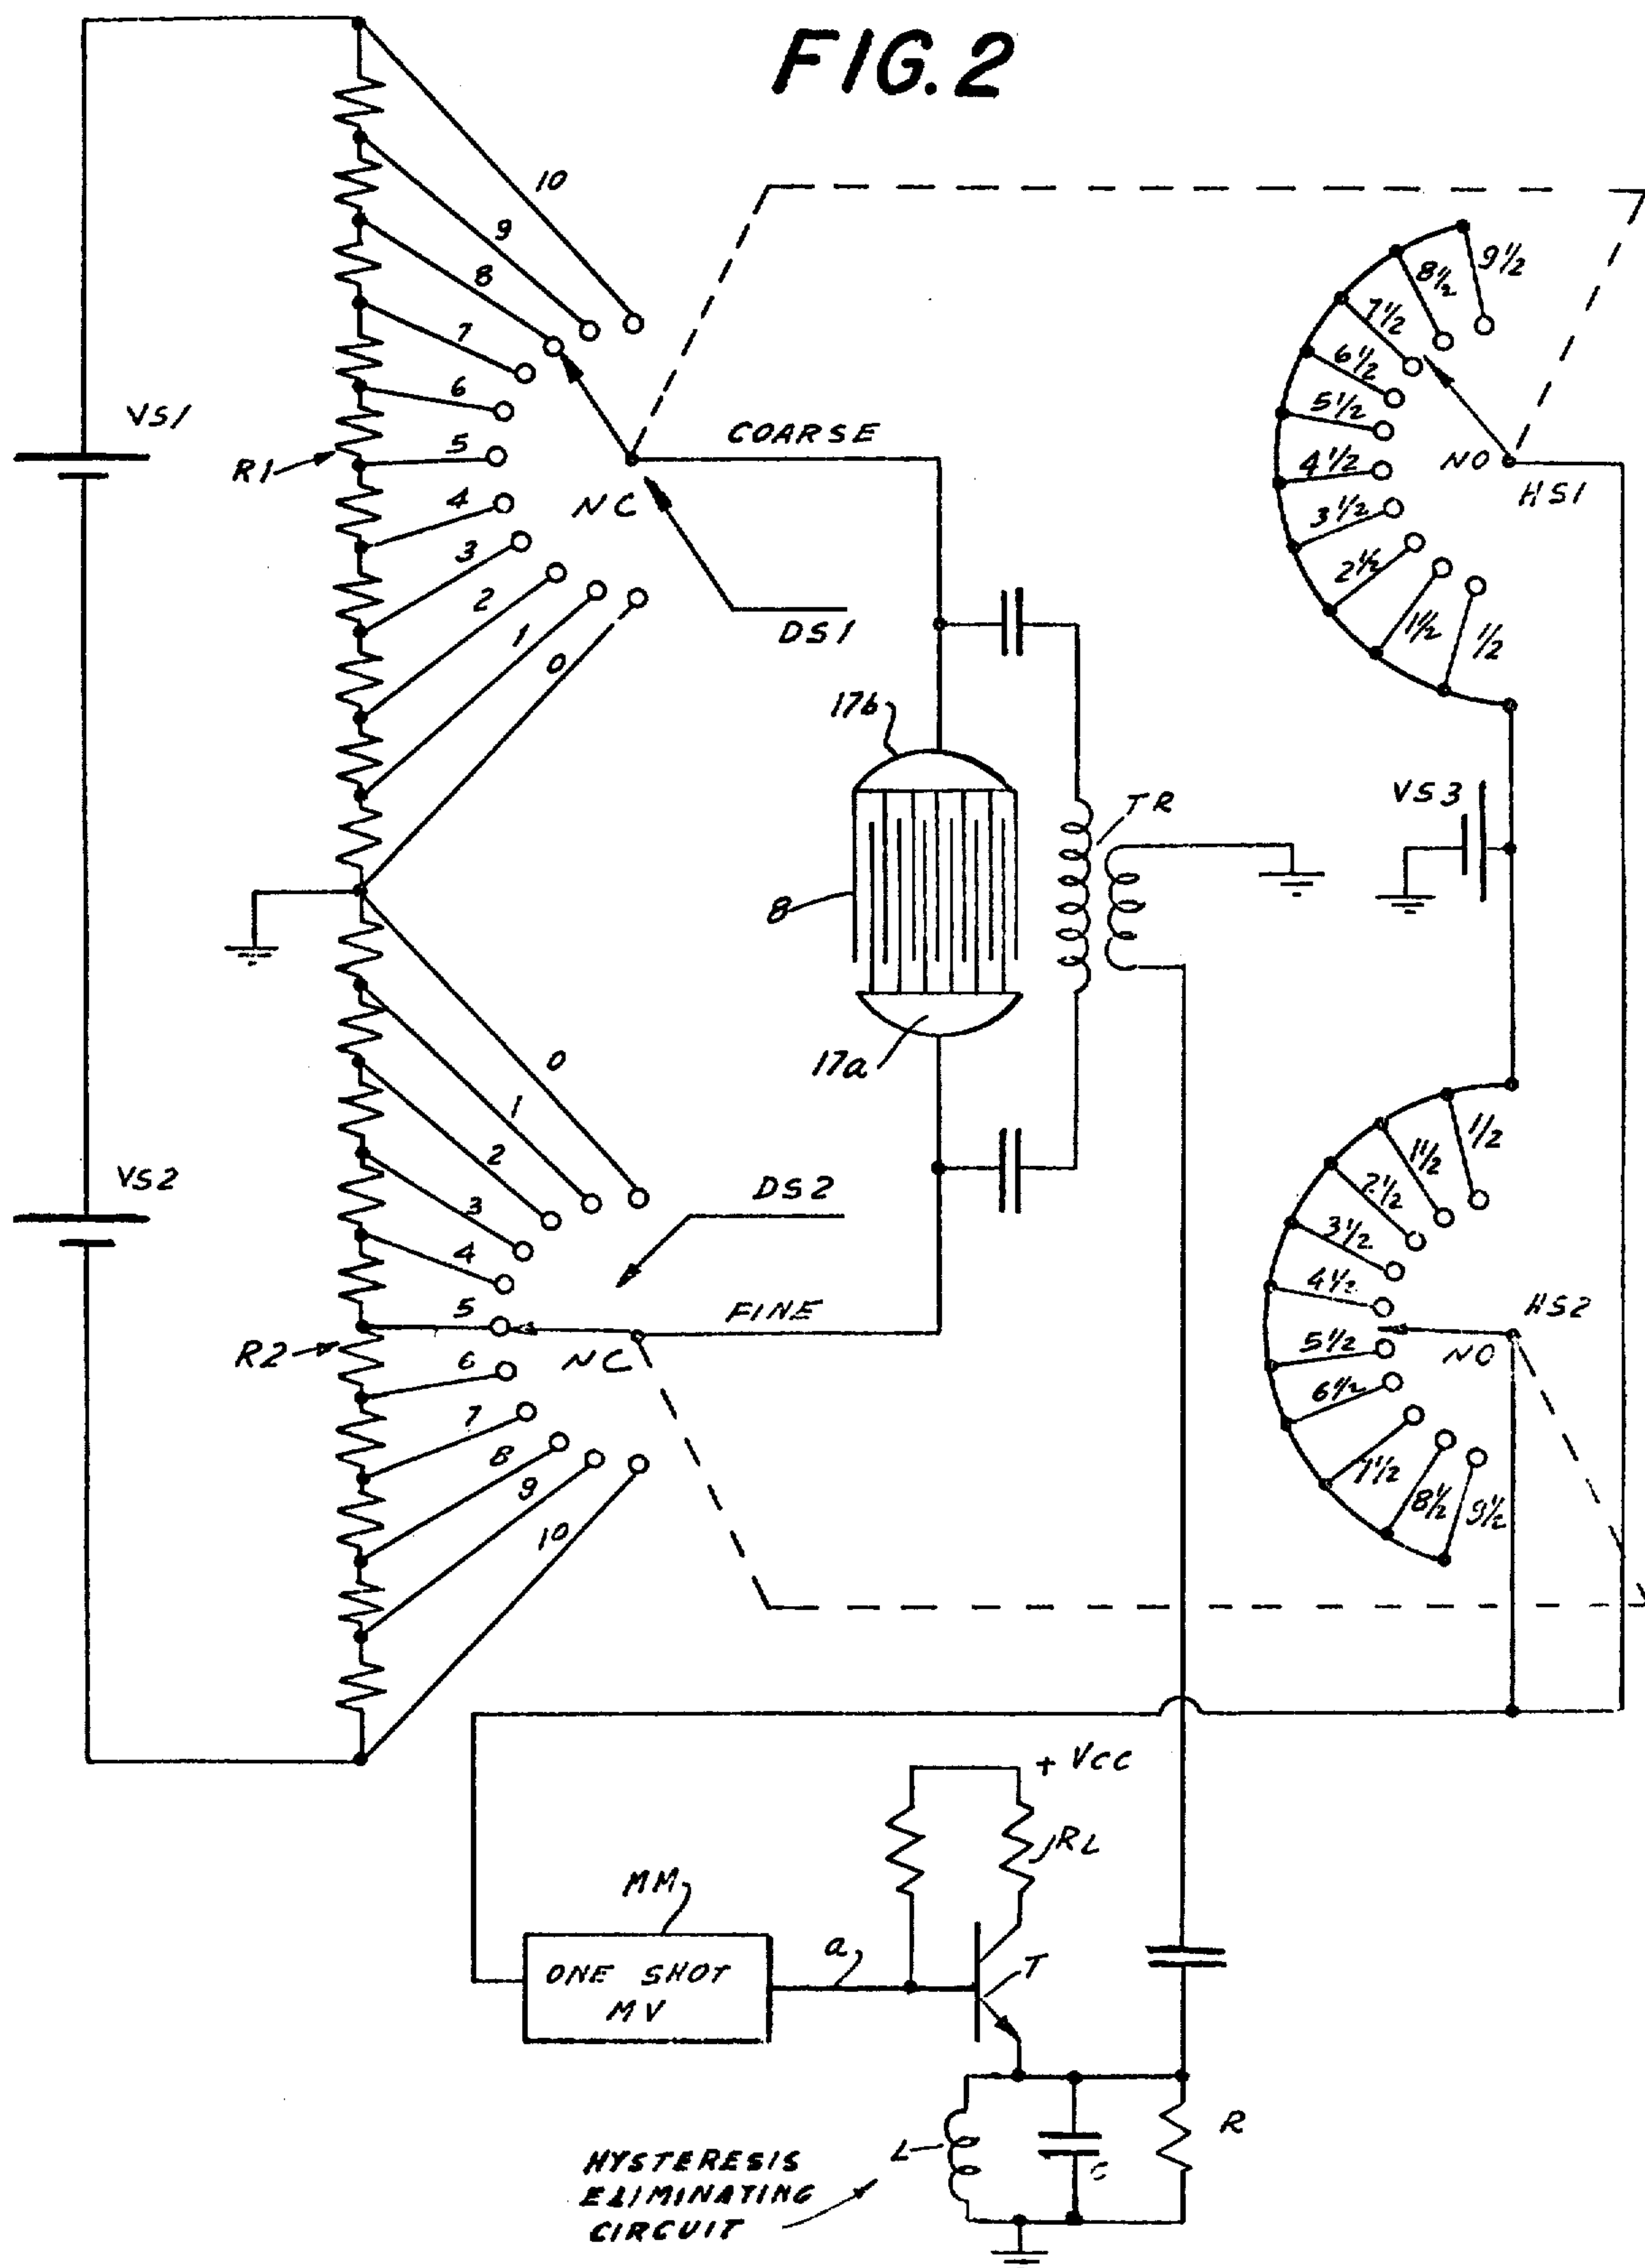 FIG. 2
10
9
8
7
6
5
4
3
2
1
0
VS1
R1
COARSE
NC
DS1
9½
8½
7½
6½
5½
4½
3½
2½
1½
½
NO
HS1
17b
TR
VS3
8
17a
VS2
0
1
2
3
4
5
6
7
8
9
10
R2
DS2
FINE
NC
½
1½
2½
3½
4½
5½
6½
7½
8½
9½
HS2
NO
+ VCC
RL
MM
a
T
ONE SHOT
MV
L
C
R
HYSTERESIS
ELIMINATING
CIRCUIT